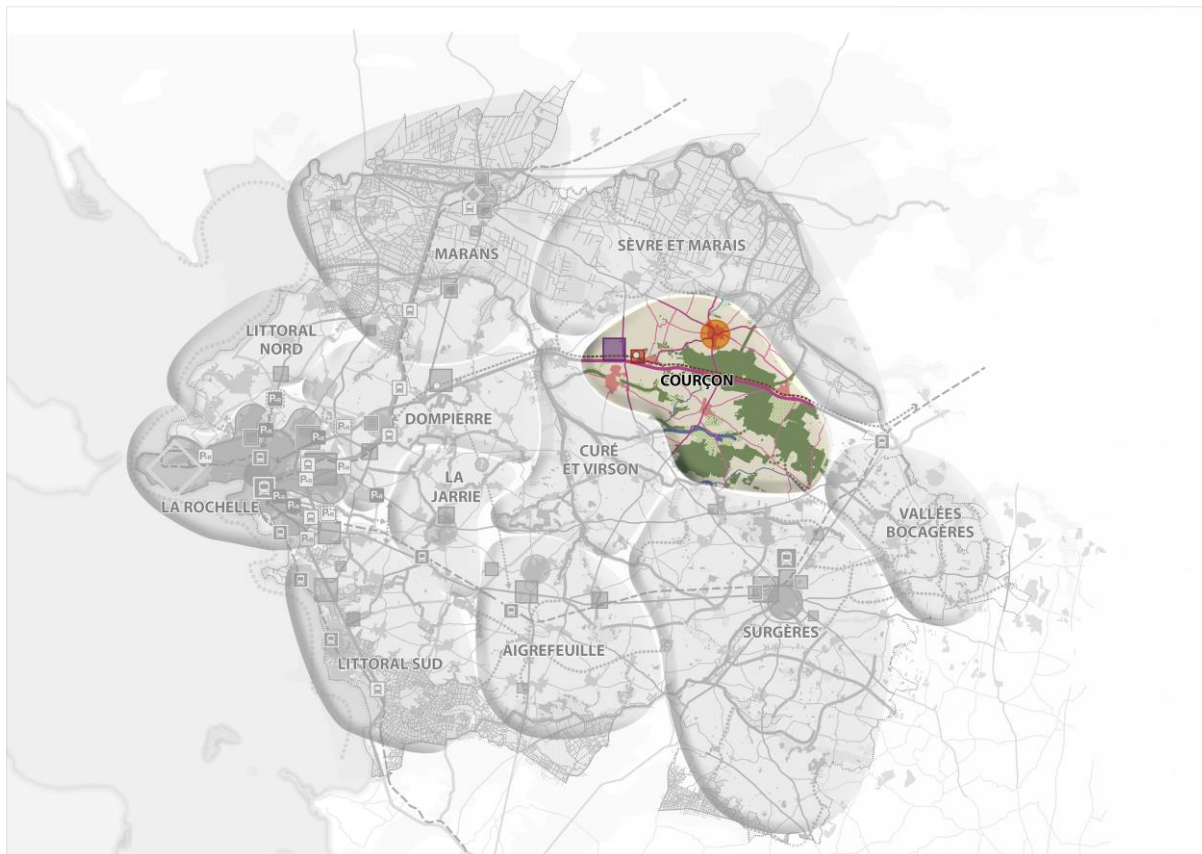 MARANS
SÈVRE ET MARAIS
LITTORAL
NORD
COURÇON
DOMPIERRE
CURÉ
ET VIRSON
LA
JARRIE
LA ROCHELLE
VALLÉES
BOCAGÈRES
SURGÈRES
AIGREFEUILLE
LITTORAL SUD